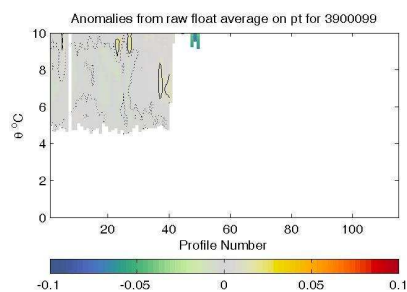 Anomalies from raw float average on pt for 3900099
10
8
6
4
2
0
θ °C
20 40 60 80 100
Profile Number
-0.1 -0.05 0 0.05 0.1